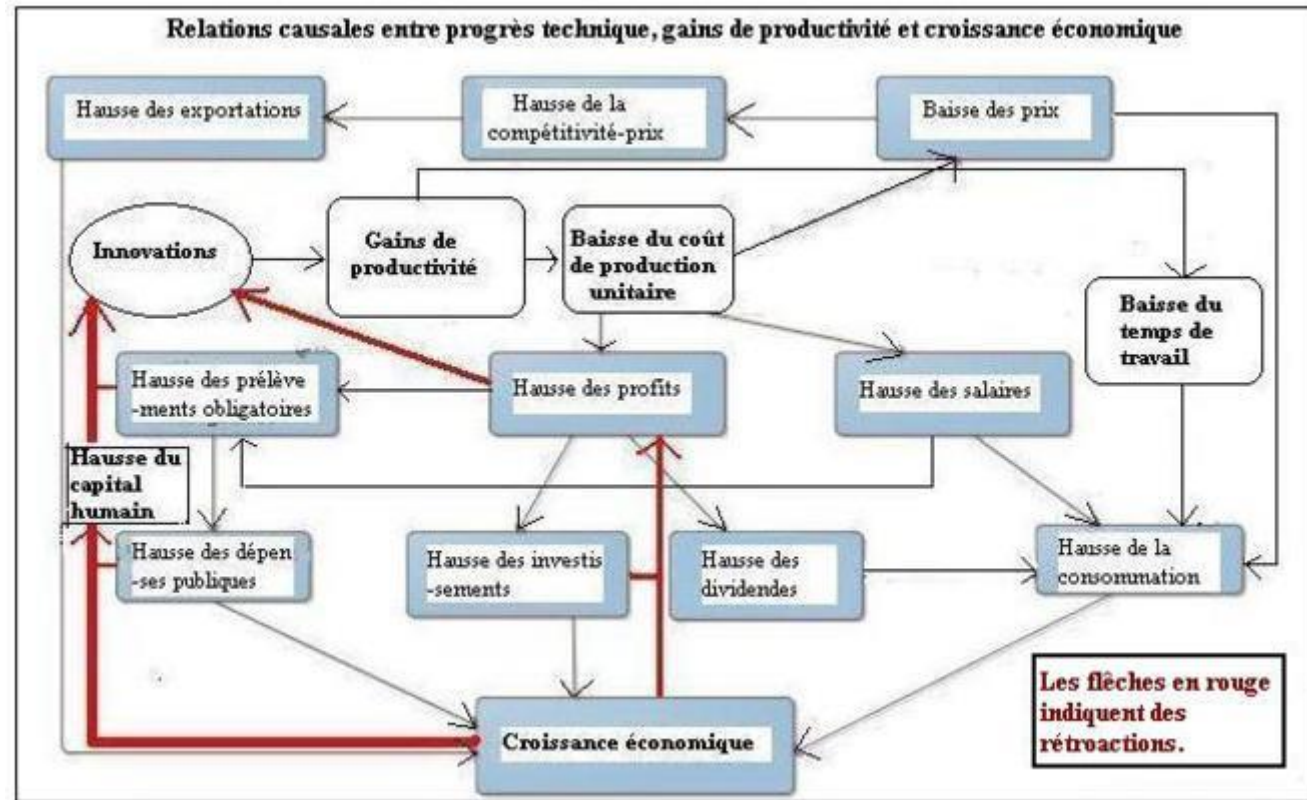 Relations causales entre progrès technique, gains de productivité et croissance économique
Hausse des exportations
Hausse de la
compétitivité-prix
Baisse des prix
Innovations
Gains de
productivité
Baisse du coût
de production
unitaire
Baisse du
temps de
travail
Hausse des prélève
-ments obligatoires
Hausse des profits
Hausse des salaires
Hausse du
capital
humain
Hausse des dépen
-ses publiques
Hausse des investis
-sements
Hausse des
dividendes
Hausse de la
consommation
Les flêches en rouge
indiquent des
rétroactions.
Croissance économique